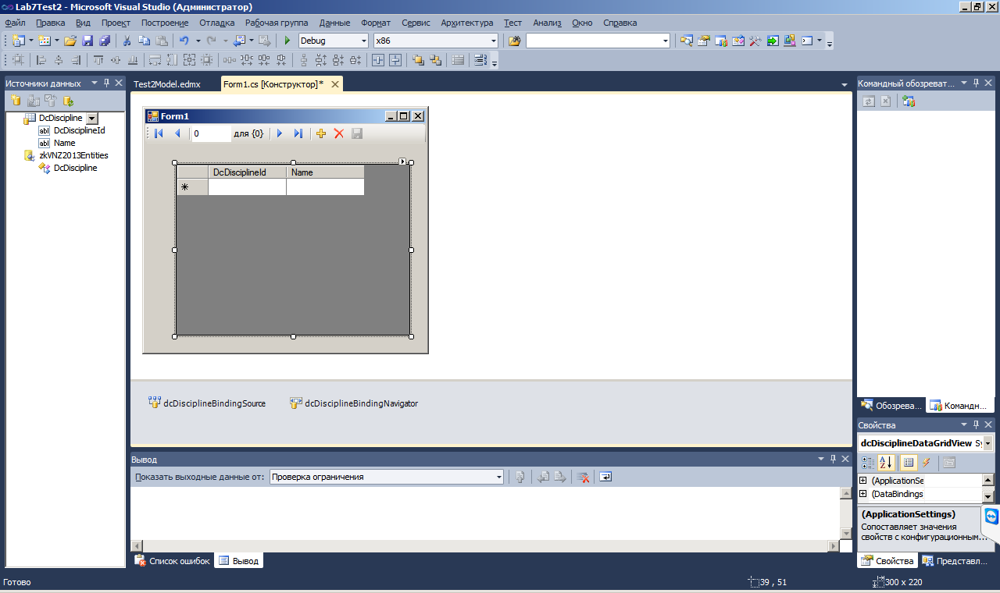 Lab7Test2 - Microsoft Visual Studio (Администратор)
Файл Правка Вид Проект Построение Отладка Рабочая группа Данные Формат Сервис Архитектура Тест Анализ Окно Справка
Debug x86
Источники данных
DcDiscipline
DcDisciplineId
Name
zkVNZ2013Entities
DcDiscipline
Test2Model.edmx Form1.cs [Конструктор]*
Form1
0 для {0}
DcDisciplineId Name
dcDisciplineBindingSource dcDisciplineBindingNavigator
Вывод
Показать выходные данные от: Проверка ограничения
Список ошибок Вывод
Командный обозреват...
Обозрева... Командн...
Свойства
dcDisciplineDataGridView Sy
(ApplicationSe
(DataBindings
(ApplicationSettings)
Сопоставляет значения
свойств с конфигурационным...
Свойства Представл...
Готово 39 , 51 300 x 220